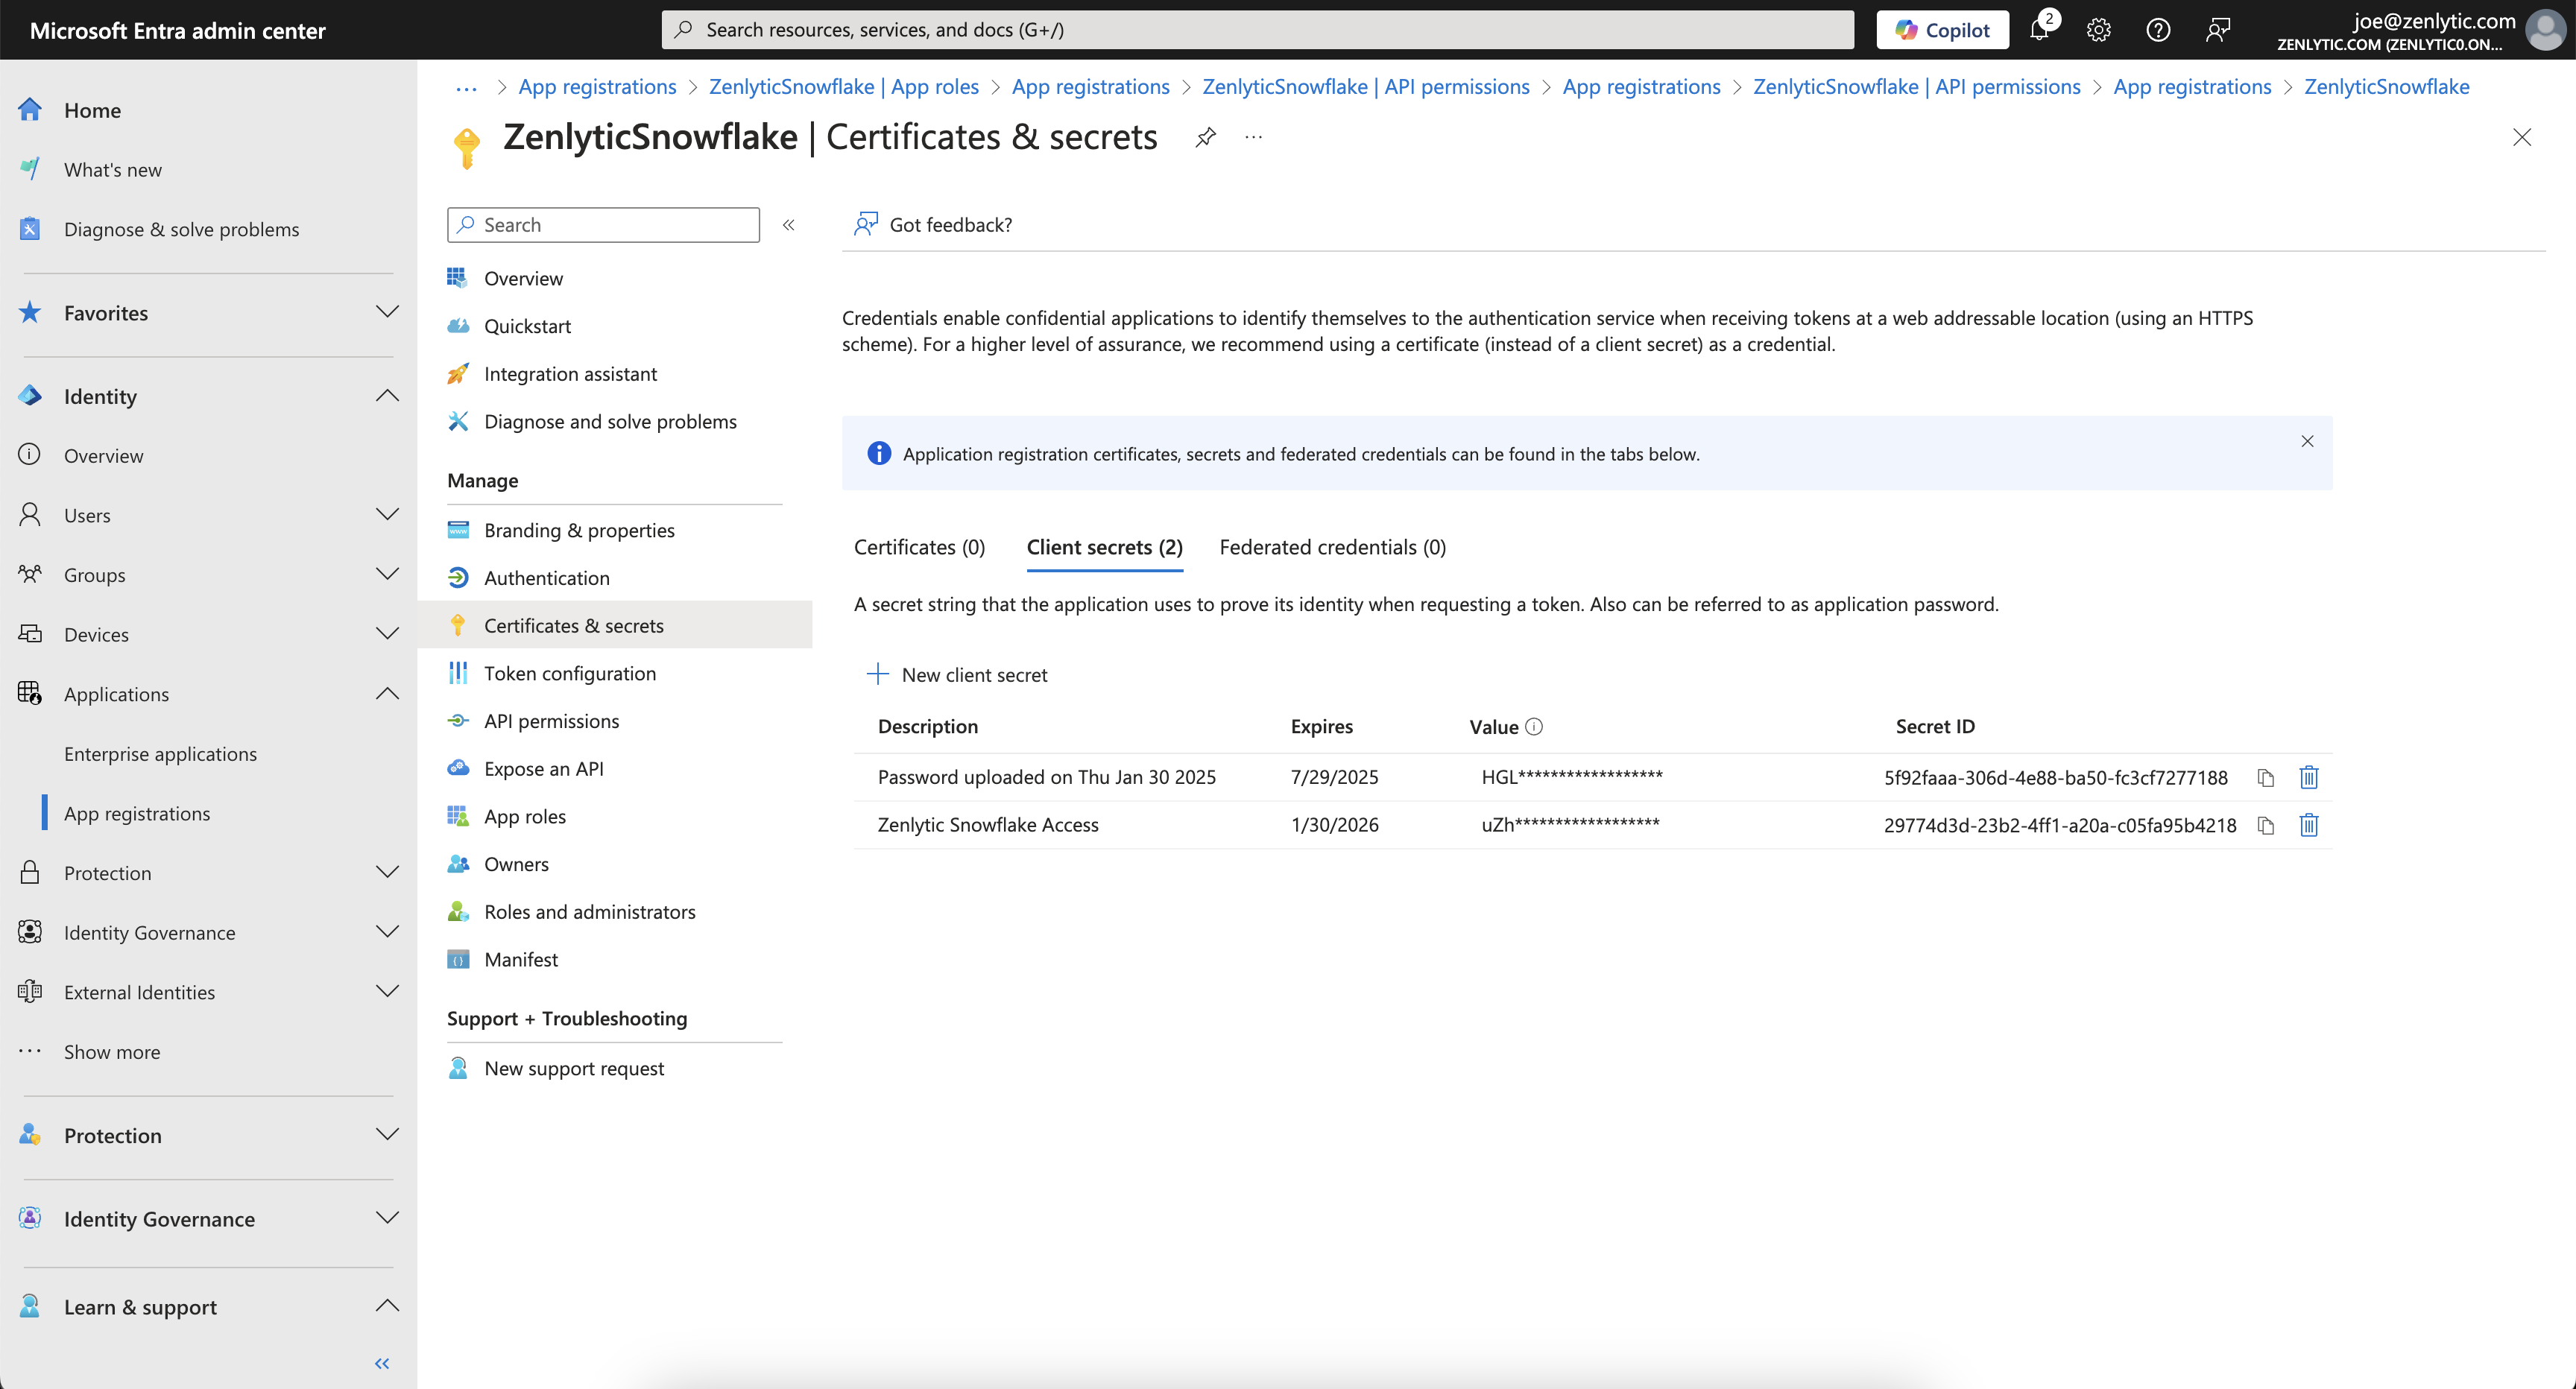 Microsoft Entra admin center
Search resources, services, and docs (G+/)
Copilot
2
joe@zenlytic.com
ZENLYTIC.COM (ZENLYTIC0.ON...
Home
What's new
Diagnose & solve problems
Favorites
Identity
Overview
Users
Groups
Devices
Applications
Enterprise applications
App registrations
Protection
Identity Governance
External Identities
Show more
Protection
Identity Governance
Learn & support
... > App registrations > ZenlyticSnowflake | App roles > App registrations > ZenlyticSnowflake | API permissions > App registrations > ZenlyticSnowflake | API permissions > App registrations > ZenlyticSnowflake
ZenlyticSnowflake | Certificates & secrets
Search
Overview
Quickstart
Integration assistant
Diagnose and solve problems
Manage
Branding & properties
Authentication
Certificates & secrets
Token configuration
API permissions
Expose an API
App roles
Owners
Roles and administrators
Manifest
Support + Troubleshooting
New support request
Got feedback?
Credentials enable confidential applications to identify themselves to the authentication service when receiving tokens at a web addressable location (using an HTTPS
scheme). For a higher level of assurance, we recommend using a certificate (instead of a client secret) as a credential.
Application registration certificates, secrets and federated credentials can be found in the tabs below.
Certificates (0) Client secrets (2) Federated credentials (0)
A secret string that the application uses to prove its identity when requesting a token. Also can be referred to as application password.
New client secret
Description Expires Value Secret ID
Password uploaded on Thu Jan 30 2025 7/29/2025 HGL****************** 5f92faaa-306d-4e88-ba50-fc3cf7277188
Zenlytic Snowflake Access 1/30/2026 uZh****************** 29774d3d-23b2-4ff1-a20a-c05fa95b4218